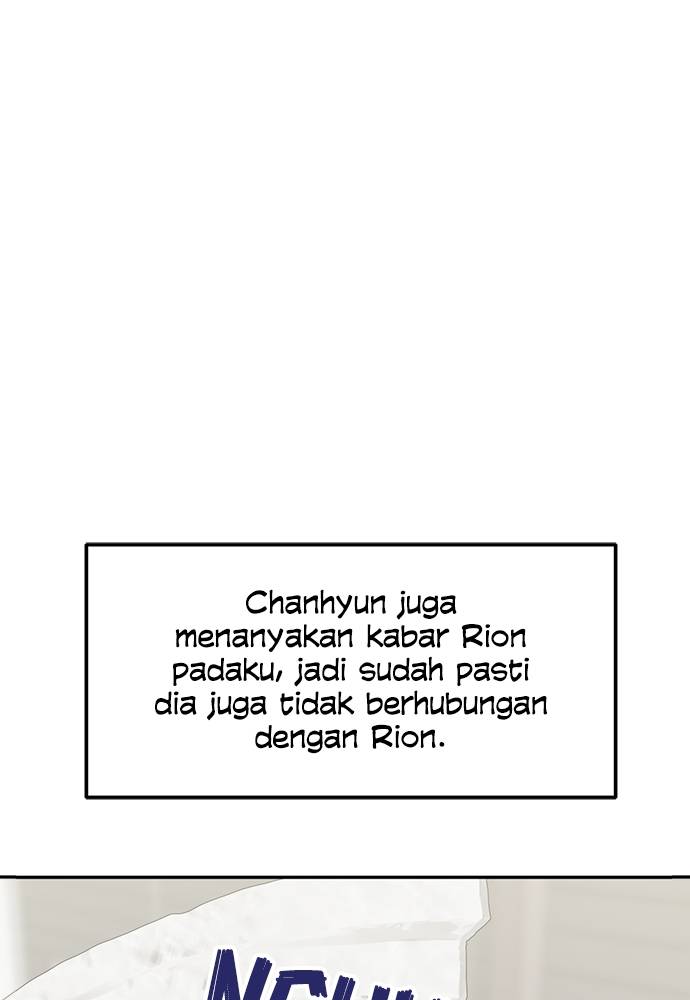 Chanhyun juga
menanyakan kabar Rion
padaku, jadi sudah pasti
dia juga tidak berhubungan
dengan Rion.